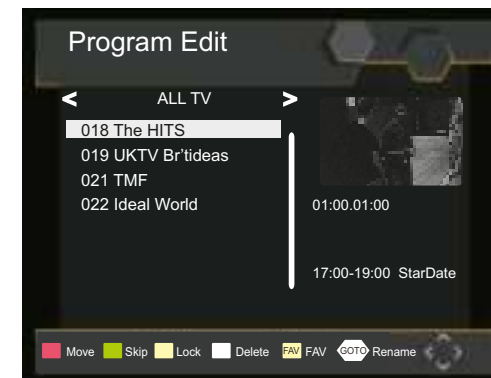 Program Edit
< ALL TV >
018 The HITS
019 UKTV Br'tideas
021 TMF
022 Ideal World
01:00.01:00
17:00-19:00 StarDate
Move Skip Lock Delete FAV FAV GOTO Rename